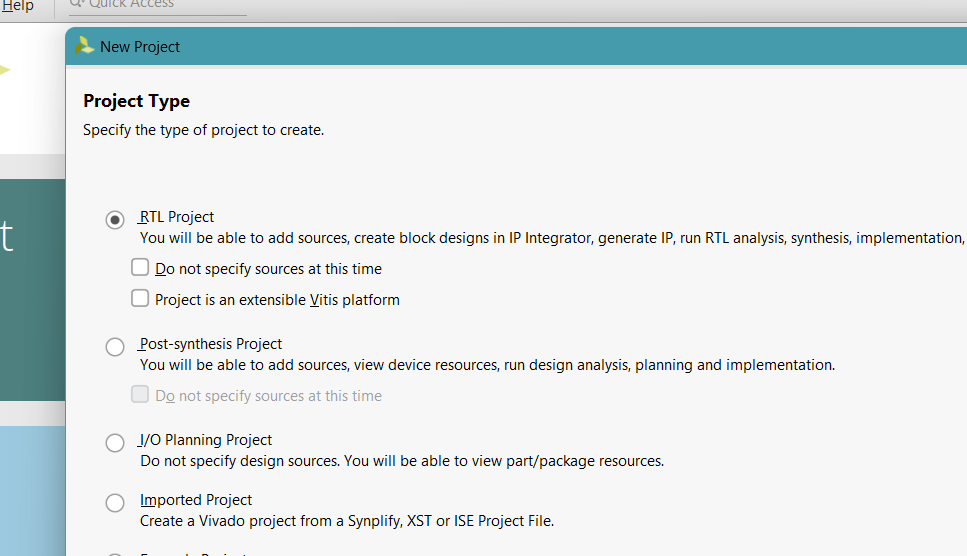 Help
Quick Access
New Project
Project Type
Specify the type of project to create.
t
RTL Project
You will be able to add sources, create block designs in IP Integrator, generate IP, run RTL analysis, synthesis, implementation,
Do not specify sources at this time
Project is an extensible Vitis platform
Post-synthesis Project
You will be able to add sources, view device resources, run design analysis, planning and implementation.
Do not specify sources at this time
I/O Planning Project
Do not specify design sources. You will be able to view part/package resources.
Imported Project
Create a Vivado project from a Synplify, XST or ISE Project File.